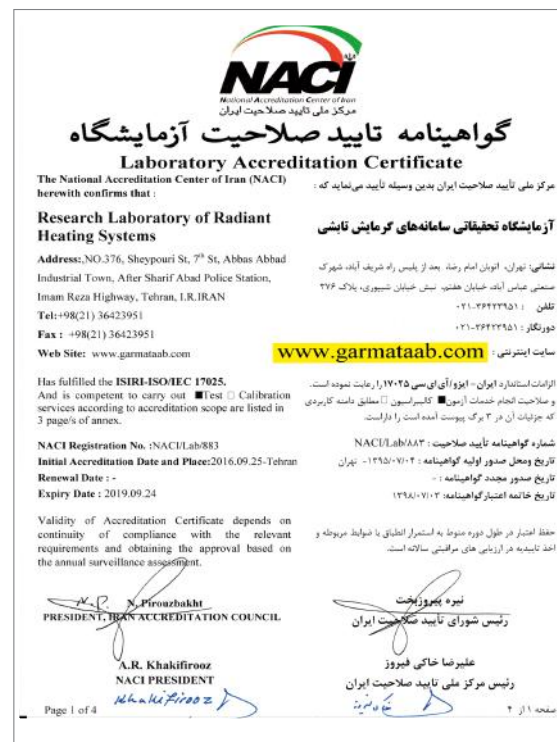 NACI
National Accreditation Center of Iran
مرکز ملی تایید صلاحیت ایران
گواهینامه تایید صلاحیت آزمایشگاه
Laboratory Accreditation Certificate
The National Accreditation Center of Iran (NACI)
herewith confirms that :
Research Laboratory of Radiant
Heating Systems
Address:,NO.376, Sheypouri St, 7th St, Abbas Abbad
Industrial Town, After Sharif Abad Police Station,
Imam Reza Highway, Tehran, I.R.IRAN
Tel:+98(21) 36423951
Fax : +98(21) 36423951
Web Site: www.garmataab.com
Has fulfilled the ISIRI-ISO/IEC 17025.
And is competent to carry out ■Test □ Calibration
services according to accreditation scope are listed in
3 page/s of annex.
NACI Registration No. :NACI/Lab/883
Initial Accreditation Date and Place:2016.09.25-Tehran
Renewal Date : -
Expiry Date : 2019.09.24
Validity of Accreditation Certificate depends on
continuity of compliance with the relevant
requirements and obtaining the approval based on
the annual surveillance assessment.
N. Pirouzbakht
PRESIDENT, IRAN ACCREDITATION COUNCIL
A.R. Khakifirooz
NACI PRESIDENT
Khakifirooz
Page 1 of 4
مرکز ملی تأیید صلاحیت ایران بدین وسیله تأیید می‌نماید که :
آزمایشگاه تحقیقاتی سامانه‌های گرمایش تابشی
نشانی: تهران، اتوبان امام رضا، بعد از پلیس راه شریف آباد، شهرک
صنعتی عباس آباد، خیابان هفتم، نبش خیابان شیپوری، پلاک ۳۷۶
تلفن : ۰۲۱-۳۶۴۲۳۹۵۱
دورنگار : ۰۲۱-۳۶۴۲۳۹۵۱
سایت اینترنتی : www.garmataab.com
الزامات استاندارد ایران - ایزو/آی ای سی ۱۷۰۲۵ را رعایت نموده است.
و صلاحیت انجام خدمات آزمون■ کالیبراسیون □ مطابق دامنه کاربردی
که جزئیات آن در ۳ برگ پیوست آمده است را داراست.
شماره گواهینامه تأیید صلاحیت : NACI/Lab/۸۸۳
تاریخ ومحل صدور اولیه گواهینامه : ۱۳۹۵/۰۷/۰۴- تهران
تاریخ صدور مجدد گواهینامه : -
تاریخ خاتمه اعتبار گواهینامه: ۱۳۹۸/۰۷/۰۳
حفظ اعتبار در طول دوره منوط به استمرار انطباق با ضوابط مربوطه و
اخذ تاییدیه در ارزیابی های مراقبتی سالانه است.
نیره پیروزبخت
رئیس شورای تأیید صلاحیت ایران
علیرضا خاکی فیروز
رئیس مرکز ملی تایید صلاحیت ایران
صفحه ۱ از ۴